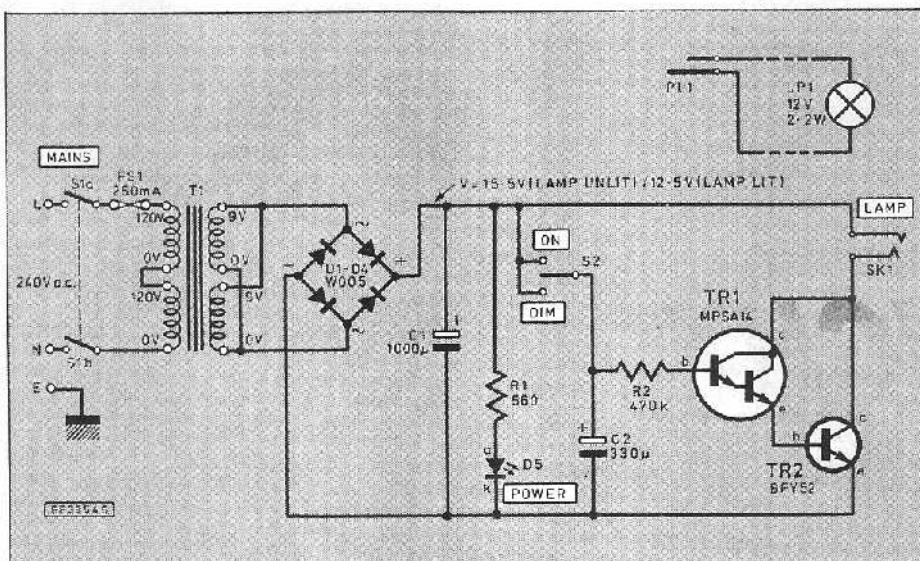 PL1
LP1
12V
2·2W
MAINS
S1a
FS1
250mA
T1
V=15·5V(LAMP UNLIT)/12·5V(LAMP LIT)
LAMP
L
120V
9V
ON
0V
0V
D1-D4
W005
S2
SK1
240V a.c.
120V
9V
DIM
TR1
MPSA14
c
N
0V
0V
C1
1000µ
b
S1b
R1
560
R2
470k
e
E
C2
330µ
c
b
a
D5
k
POWER
TR2
BFY52
e